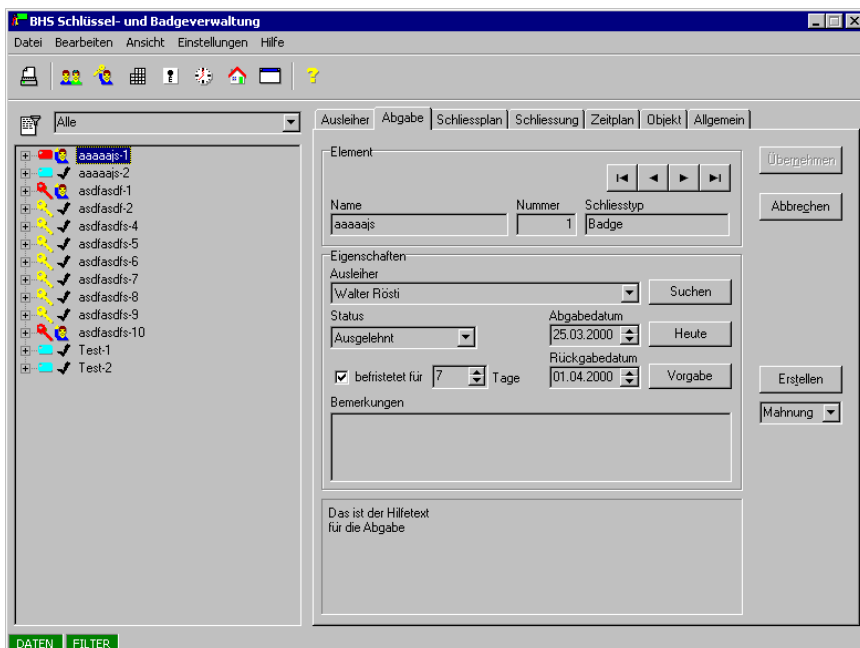 BHS Schlüssel- und Badgeverwaltung
Datei Bearbeiten Ansicht Einstellungen Hilfe
Alle
aaaaajs-1
aaaaajs-2
asdfasdf-1
asdfasdf-2
asdfasdfs-4
asdfasdfs-5
asdfasdfs-6
asdfasdfs-7
asdfasdfs-8
asdfasdfs-9
asdfasdfs-10
Test-1
Test-2
Ausleiher Abgabe Schliessplan Schliessung Zeitplan Objekt Allgemein
Element
Name Nummer Schliesstyp
aaaaajs 1 Badge
Eigenschaften
Ausleiher
Walter Rösti Suchen
Status Abgabedatum
Ausgelehnt 25.03.2000 Heute
Rückgabedatum
befristetet für 7 Tage 01.04.2000 Vorgabe
Bemerkungen
Das ist der Hilfetext
für die Abgabe
Übernehmen
Abbrechen
Erstellen
Mahnung
DATEN FILTER